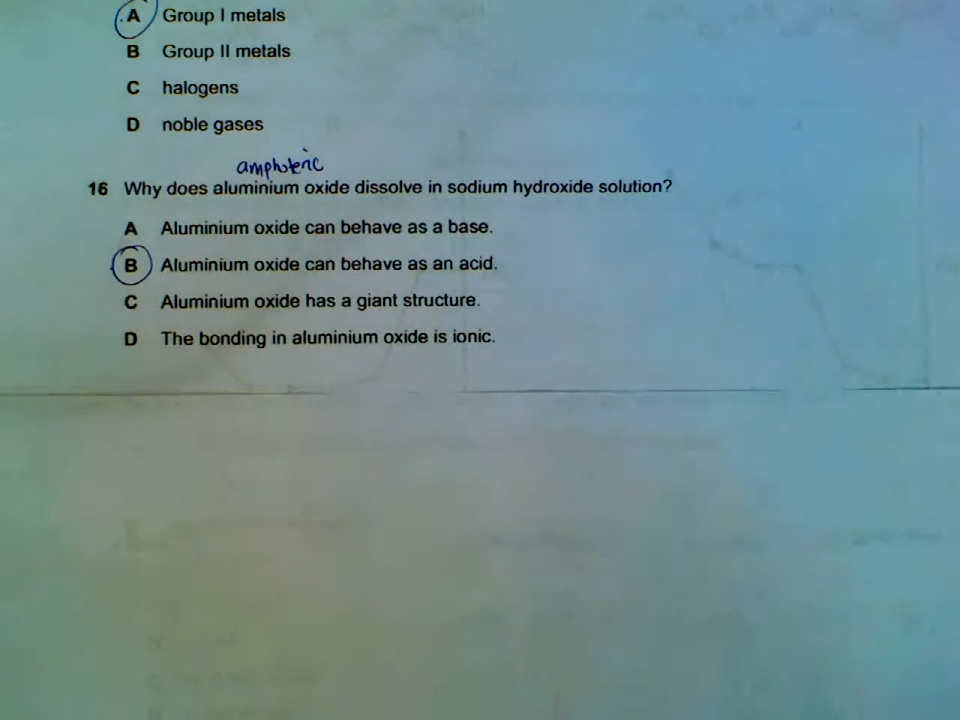 A Group I metals
B Group II metals
C halogens
D noble gases
amphoteric
16 Why does aluminium oxide dissolve in sodium hydroxide solution?
A Aluminium oxide can behave as a base.
B Aluminium oxide can behave as an acid.
C Aluminium oxide has a giant structure.
D The bonding in aluminium oxide is ionic.